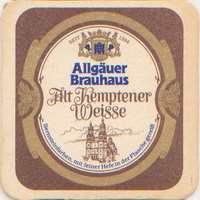 SEIT 1394
Allgäuer
Brauhaus
Alt Kemptener
Weisse
Bernsteinfarben, mit feiner Hefe in der Flasche gereift